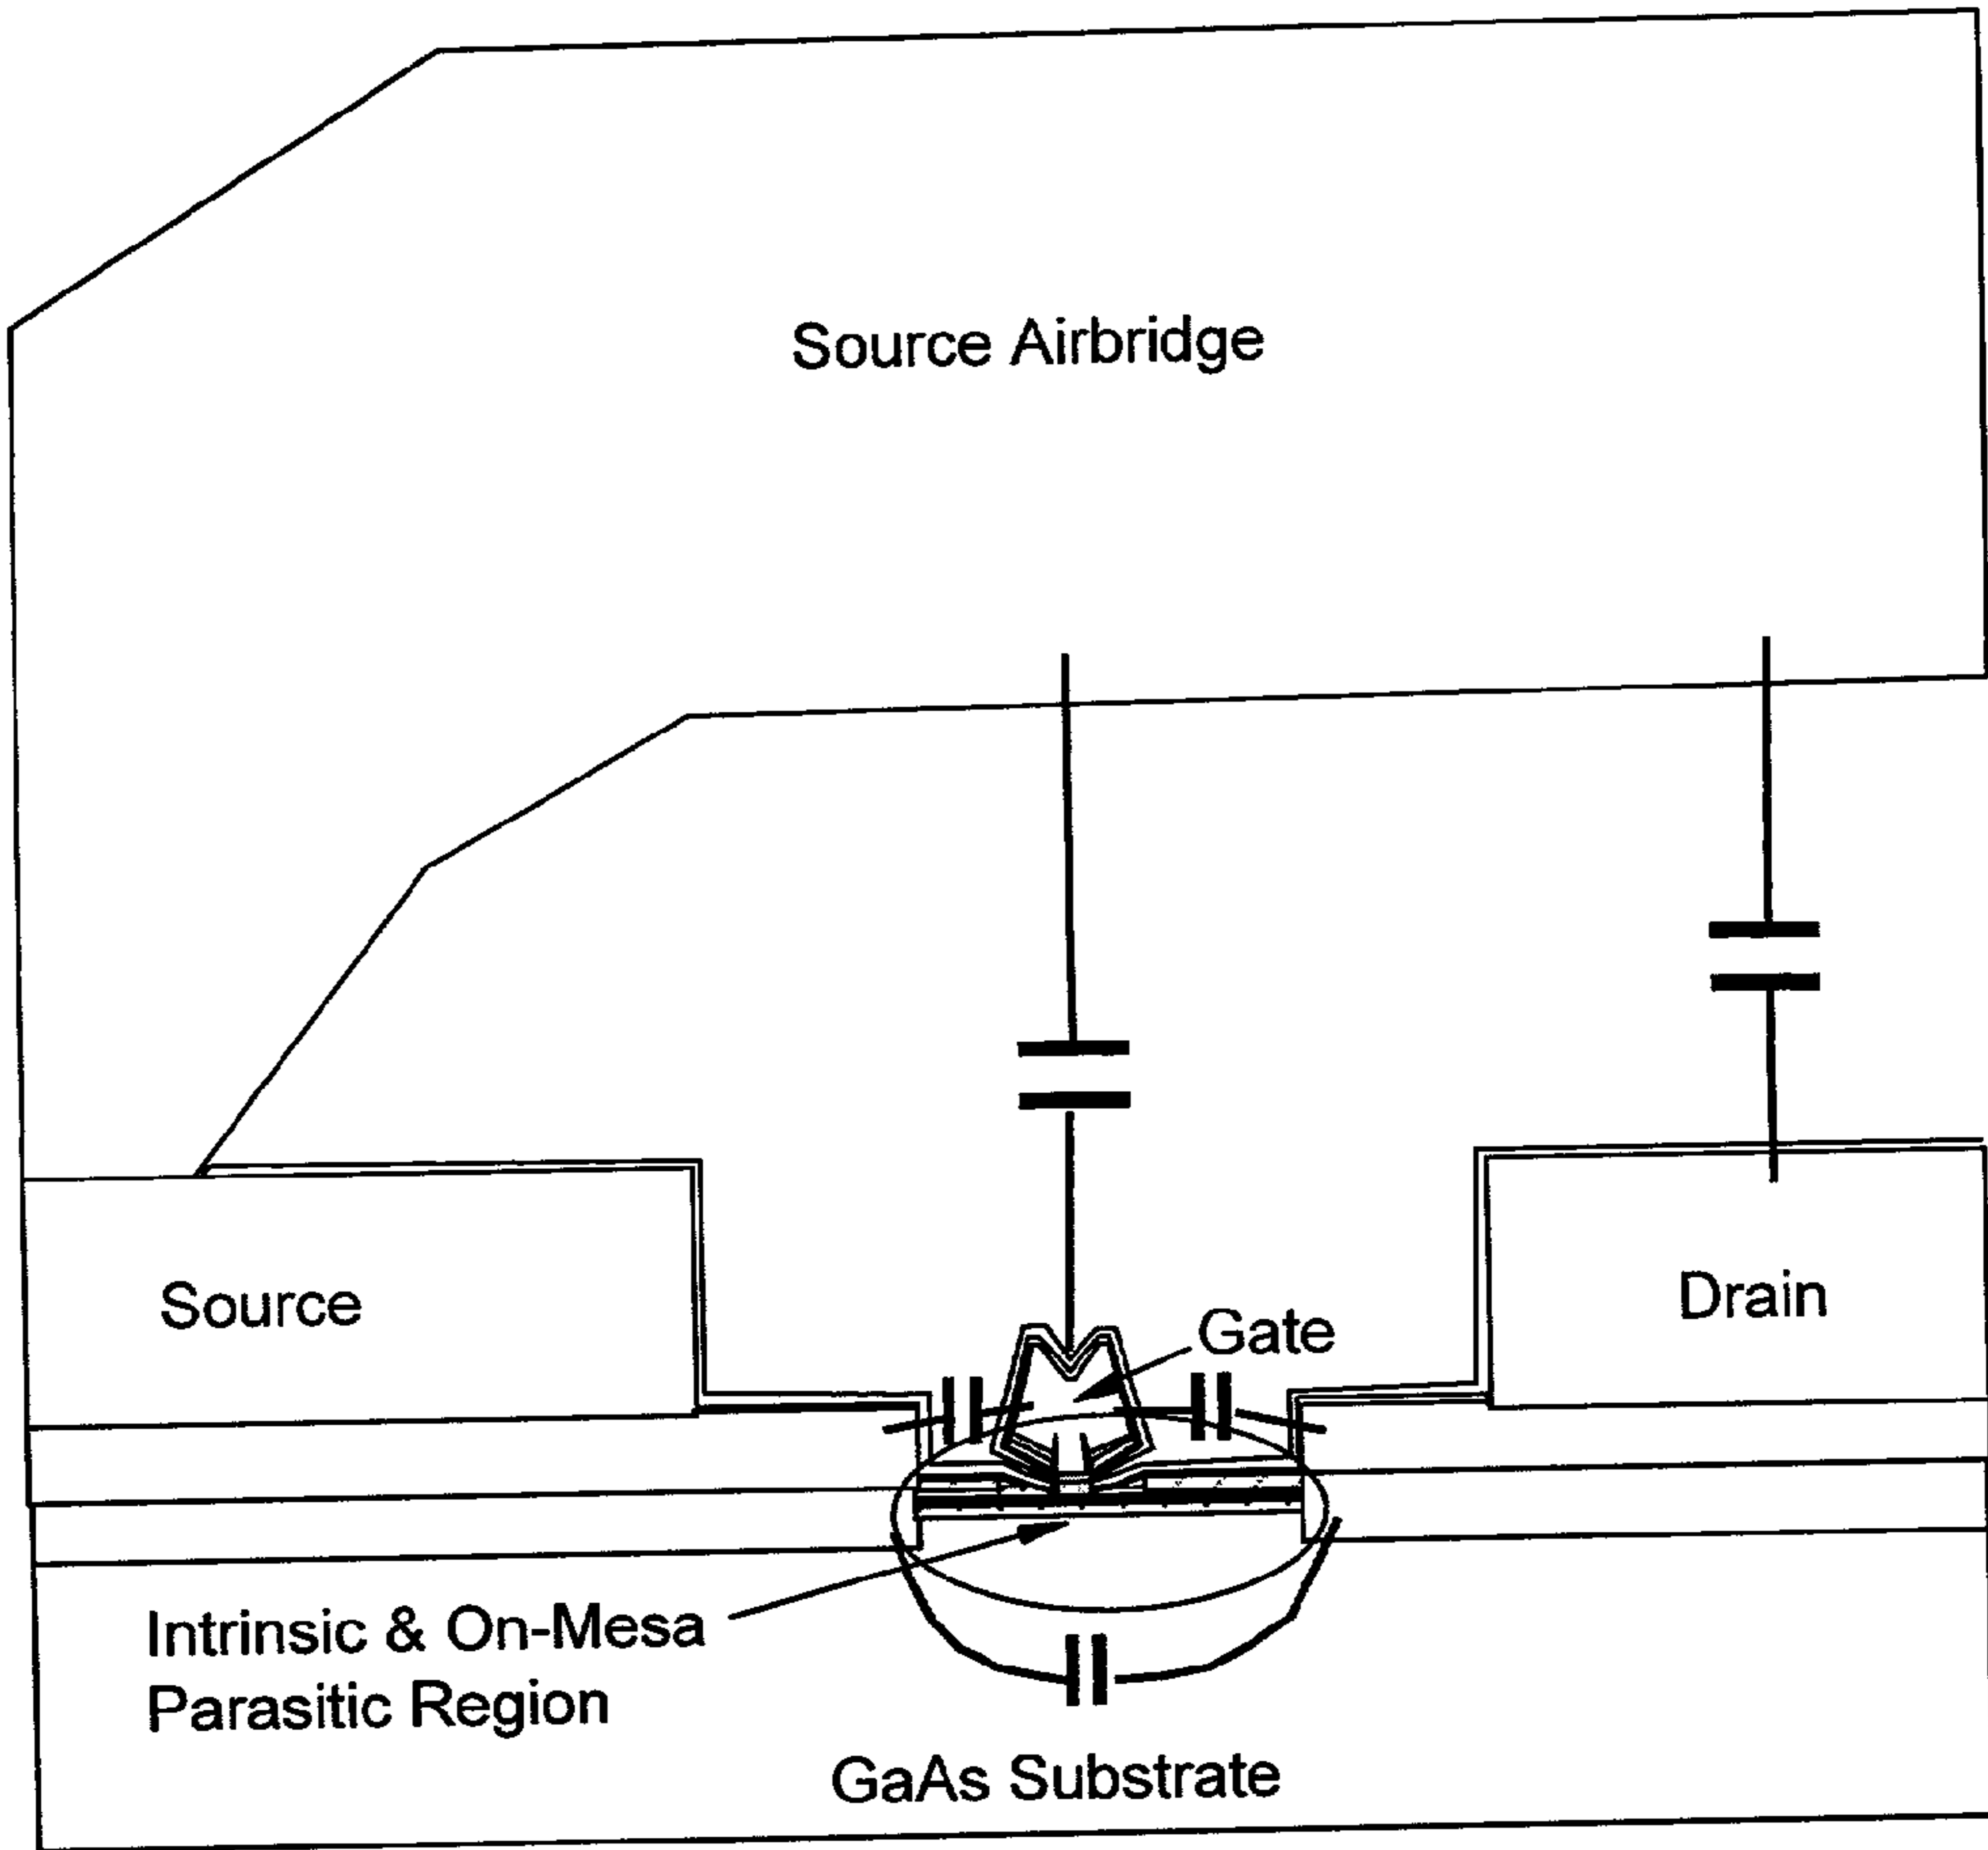 Source Airbridge
Source
Gate
Drain
Intrinsic & On-Mesa
Parasitic Region
GaAs Substrate